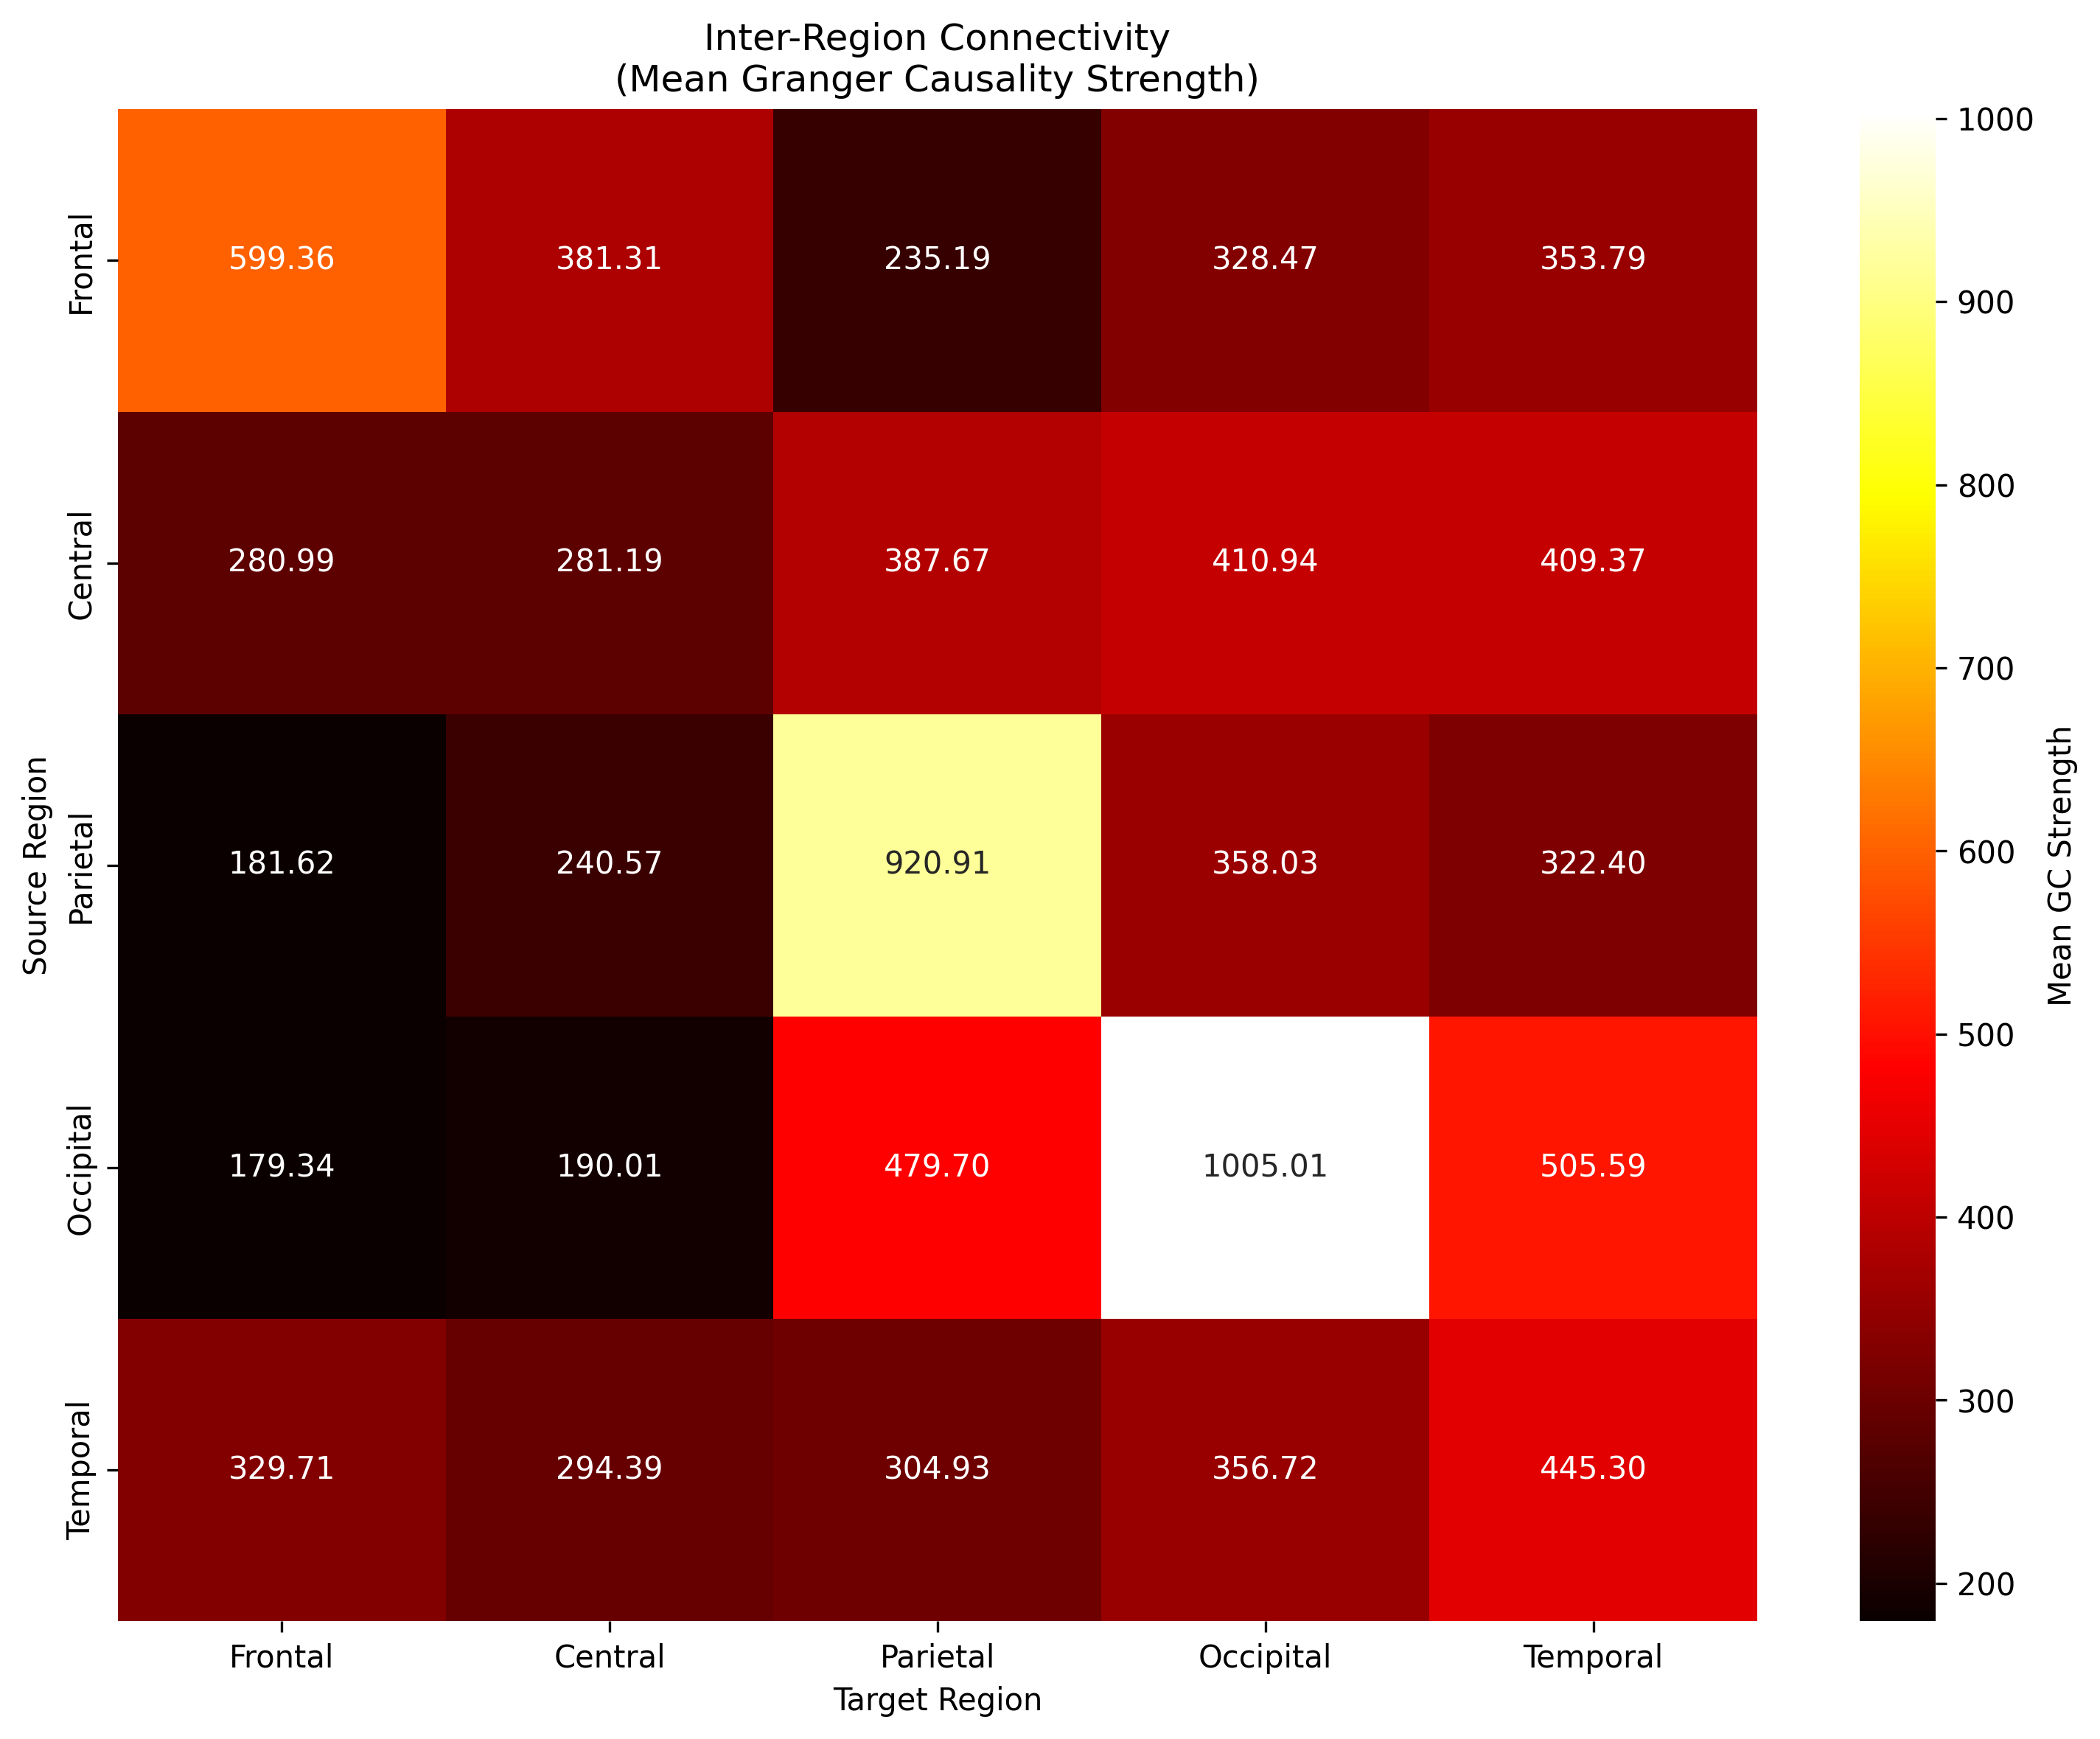 Inter-Region Connectivity
(Mean Granger Causality Strength)
Source Region
Frontal
599.36 381.31 235.19 328.47 353.79
Central
280.99 281.19 387.67 410.94 409.37
Parietal
181.62 240.57 920.91 358.03 322.40
Occipital
179.34 190.01 479.70 1005.01 505.59
Temporal
329.71 294.39 304.93 356.72 445.30
Frontal Central Parietal Occipital Temporal
Target Region
1000
900
800
700
600
500
400
300
200
Mean GC Strength